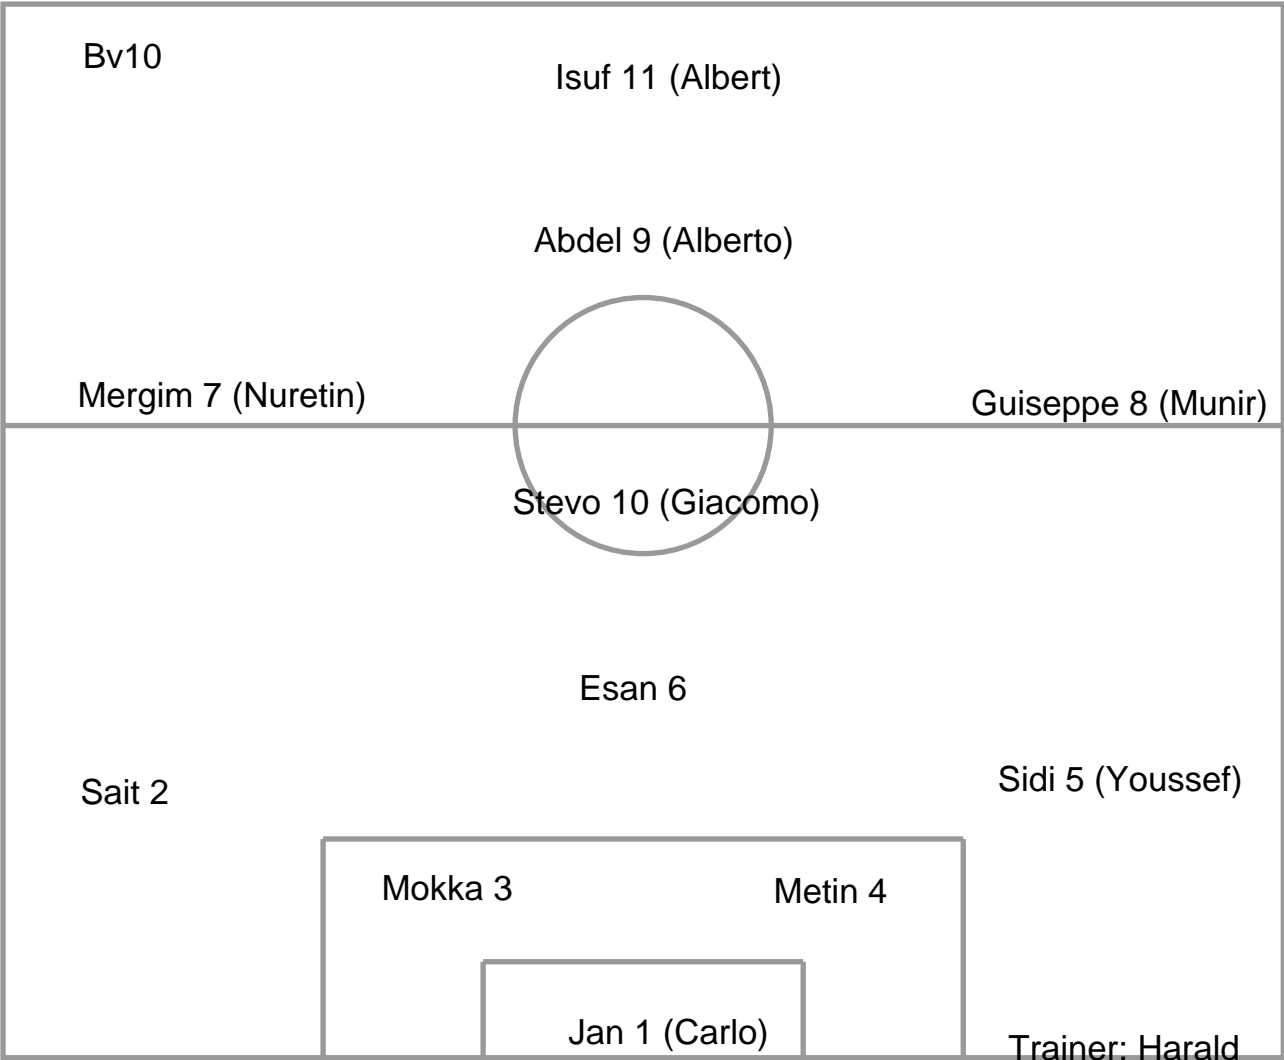 Bv10
Isuf 11 (Albert)
Abdel 9 (Alberto)
Mergim 7 (Nuretin)
Guiseppe 8 (Munir)
Stevo 10 (Giacomo)
Esan 6
Sait 2
Sidi 5 (Youssef)
Mokka 3
Metin 4
Jan 1 (Carlo)
Trainer: Harald